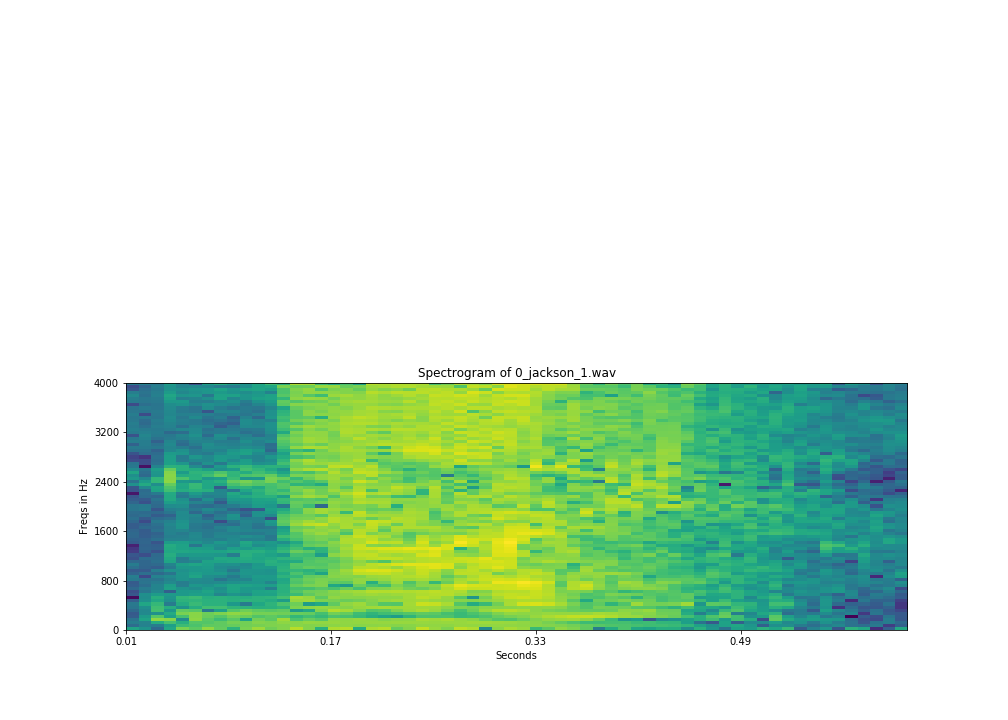 Spectrogram of 0_jackson_1.wav
4000
3200
2400
1600
800
0
Freqs in Hz
0.01 0.17 0.33 0.49
Seconds